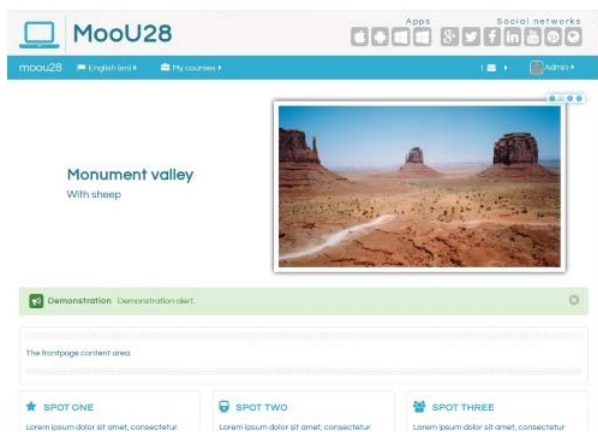 MooU28
Apps
Social networks
moou28
English (en)
My courses
1
Admin
Monument valley
With sheep
Demonstration Demonstration alert.
The frontpage content area.
SPOT ONE
SPOT TWO
SPOT THREE
Lorem ipsum dolor sit amet, consectetur
Lorem ipsum dolor sit amet, consectetur
Lorem ipsum dolor sit amet, consectetur